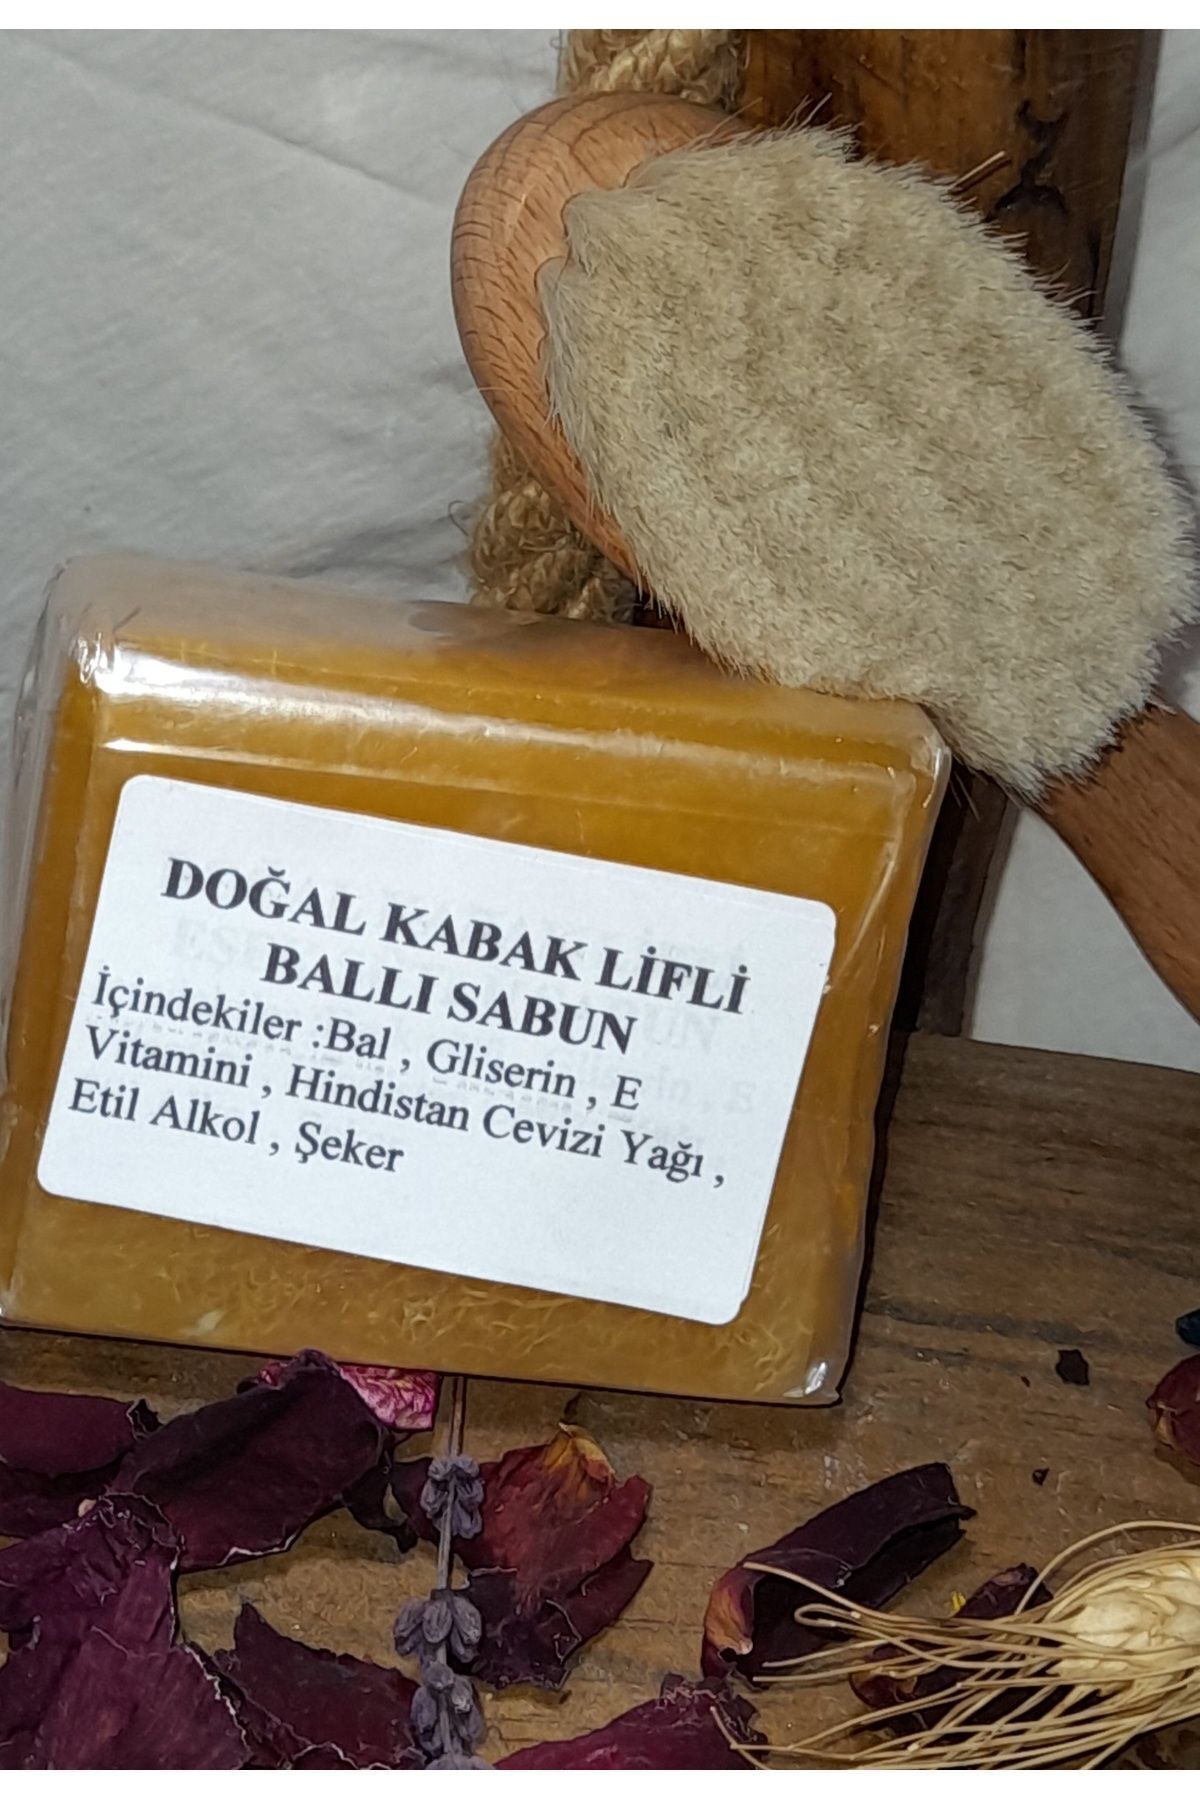 DOĞAL KABAK LİFLİ
BALLI SABUN
İçindekiler :Bal , Gliserin , E
Vitamini , Hindistan Cevizi Yağı ,
Etil Alkol , Şeker